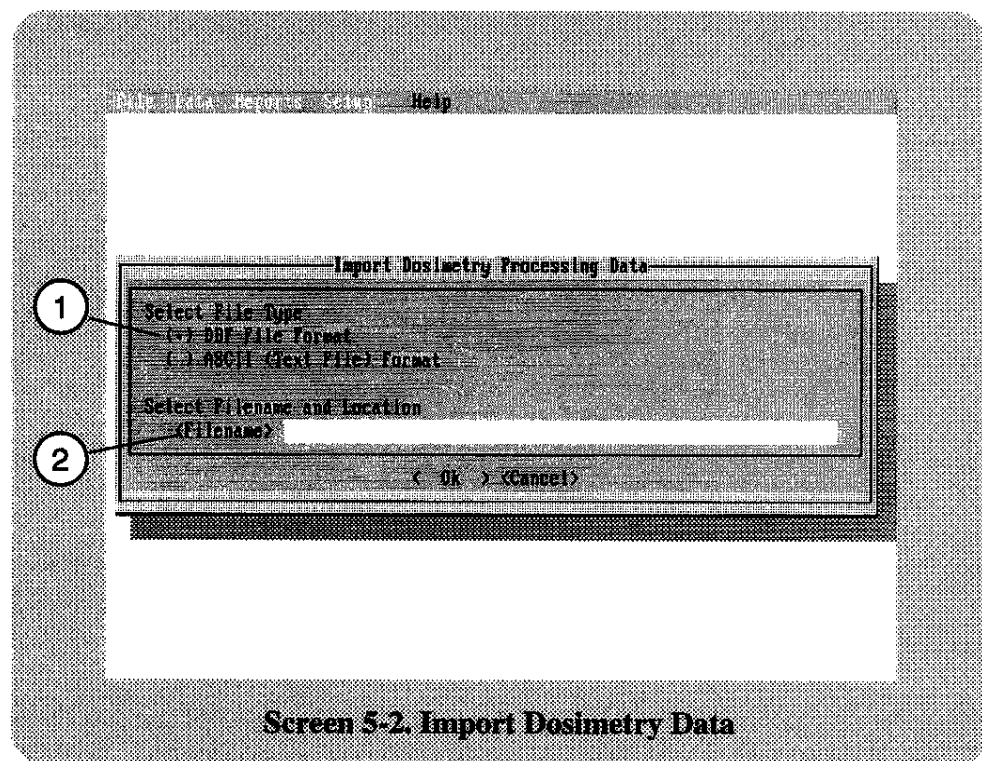 File Data Reports Setup Help
Import Dosimetry Processing Data
1
Select File Type
(•) DBF File Format
( ) ASCII (Text File) Format
Select Filename and Location
2
<Filename>
< Ok > <Cancel>
Screen 5-2. Import Dosimetry Data